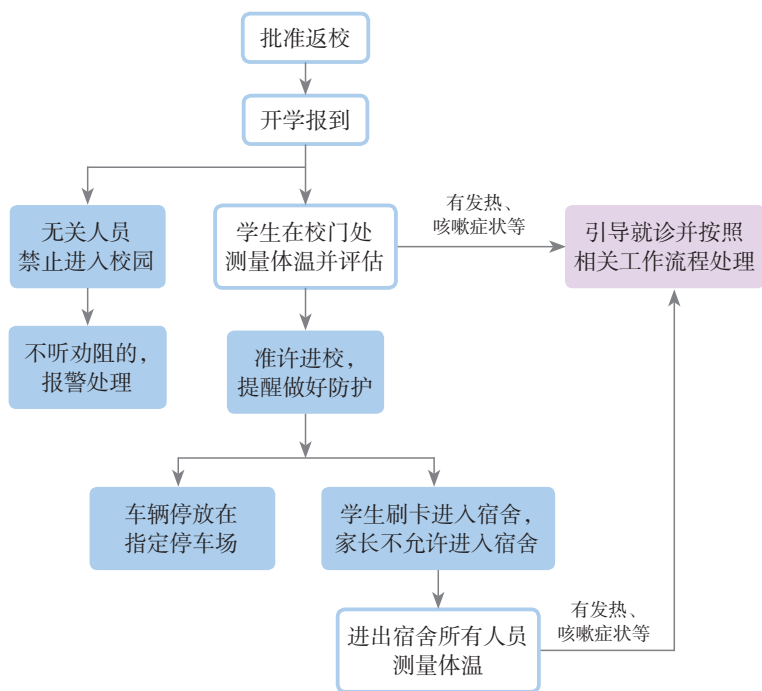 批准返校
开学报到
无关人员
禁止进入校园
学生在校门处
测量体温并评估
有发热、
咳嗽症状等
引导就诊并按照
相关工作流程处理
不听劝阻的，
报警处理
准许进校，
提醒做好防护
车辆停放在
指定停车场
学生刷卡进入宿舍，
家长不允许进入宿舍
进出宿舍所有人员
测量体温
有发热、
咳嗽症状等